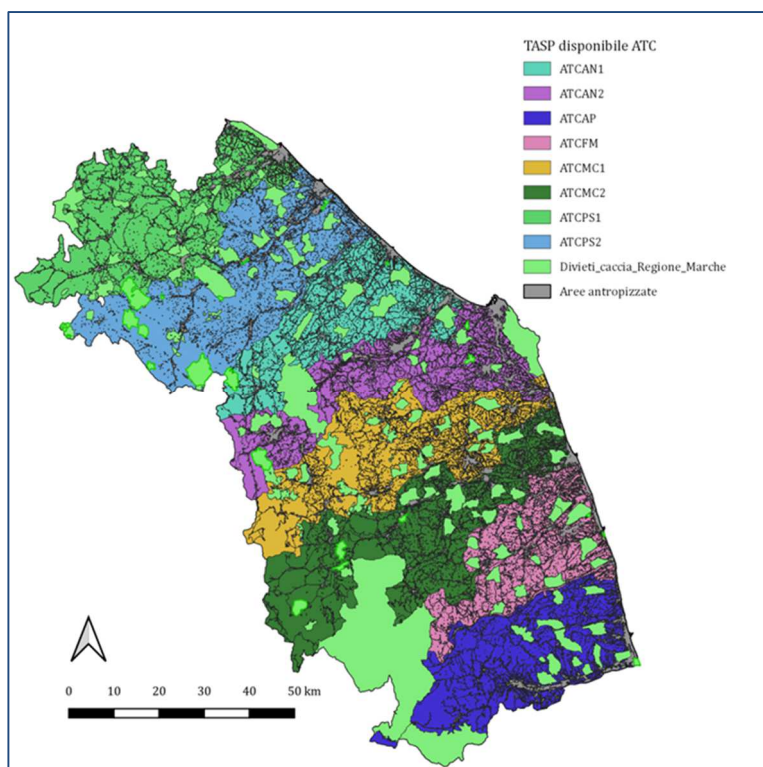 TASP disponibile ATC
ATCAN1
ATCAN2
ATCAP
ATCFM
ATCMC1
ATCMC2
ATCPS1
ATCPS2
Divieti_caccia_Regione_Marche
Aree antropizzate
0 10 20 30 40 50 km